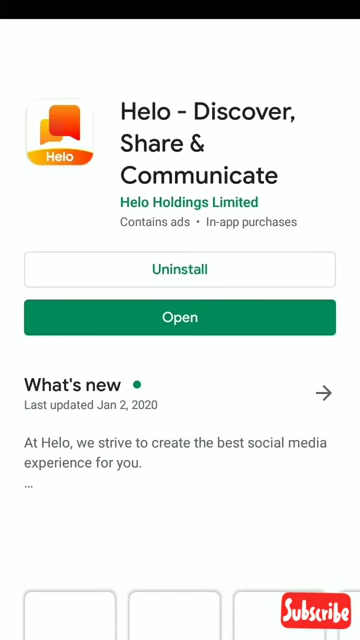 Helo
Helo - Discover,
Share &
Communicate
Helo Holdings Limited
Contains ads • In-app purchases
Uninstall
Open
What's new
Last updated Jan 2, 2020
At Helo, we strive to create the best social media
experience for you.
...
Subscribe